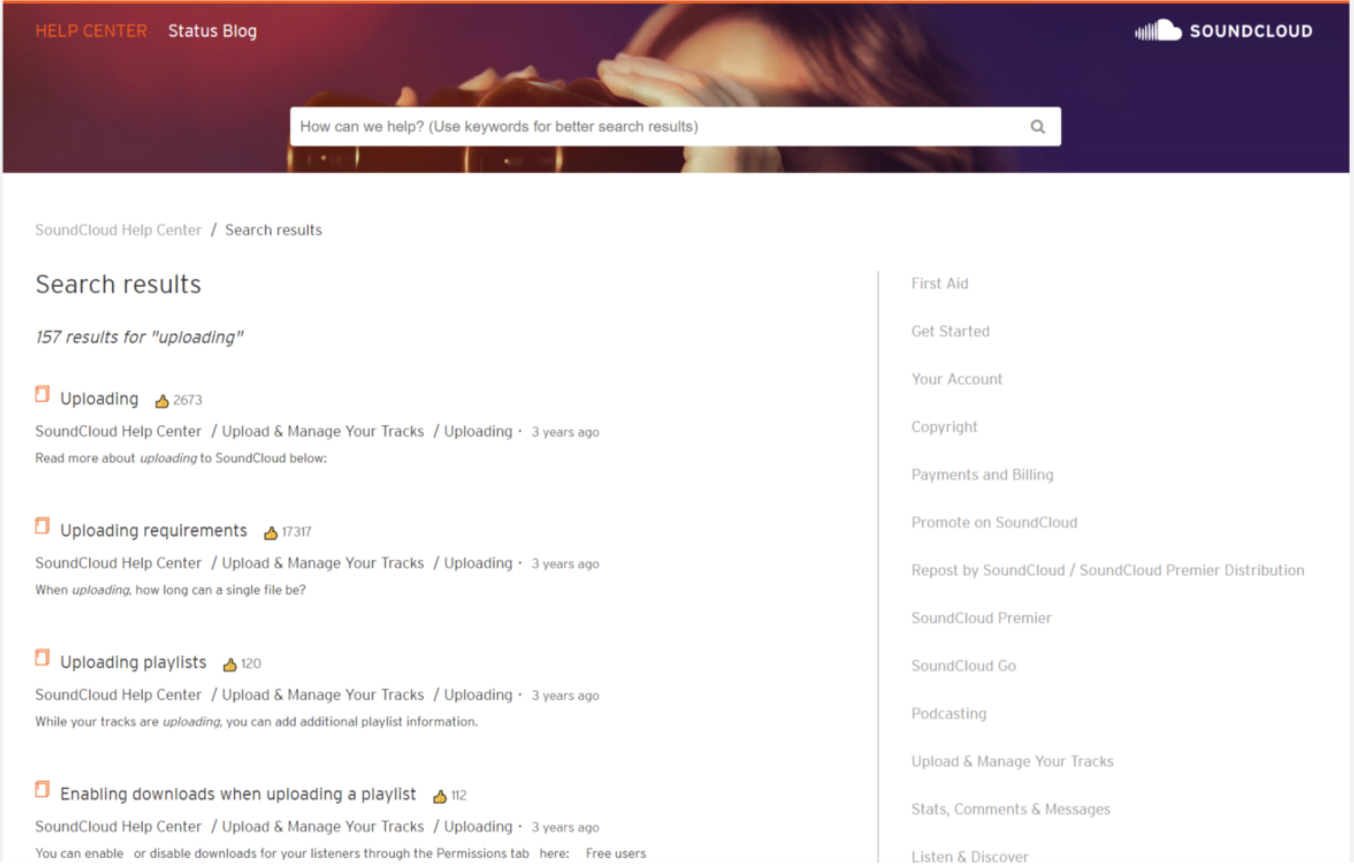 HELP CENTER Status Blog
SOUNDCLOUD
How can we help? (Use keywords for better search results)
SoundCloud Help Center / Search results
Search results
157 results for "uploading"
Uploading 2673
SoundCloud Help Center / Upload & Manage Your Tracks / Uploading · 3 years ago
Read more about uploading to SoundCloud below:
Uploading requirements 17317
SoundCloud Help Center / Upload & Manage Your Tracks / Uploading · 3 years ago
When uploading, how long can a single file be?
Uploading playlists 120
SoundCloud Help Center / Upload & Manage Your Tracks / Uploading · 3 years ago
While your tracks are uploading, you can add additional playlist information.
Enabling downloads when uploading a playlist 112
SoundCloud Help Center / Upload & Manage Your Tracks / Uploading · 3 years ago
You can enable or disable downloads for your listeners through the Permissions tab here: Free users
First Aid
Get Started
Your Account
Copyright
Payments and Billing
Promote on SoundCloud
Repost by SoundCloud / SoundCloud Premier Distribution
SoundCloud Premier
SoundCloud Go
Podcasting
Upload & Manage Your Tracks
Stats, Comments & Messages
Listen & Discover